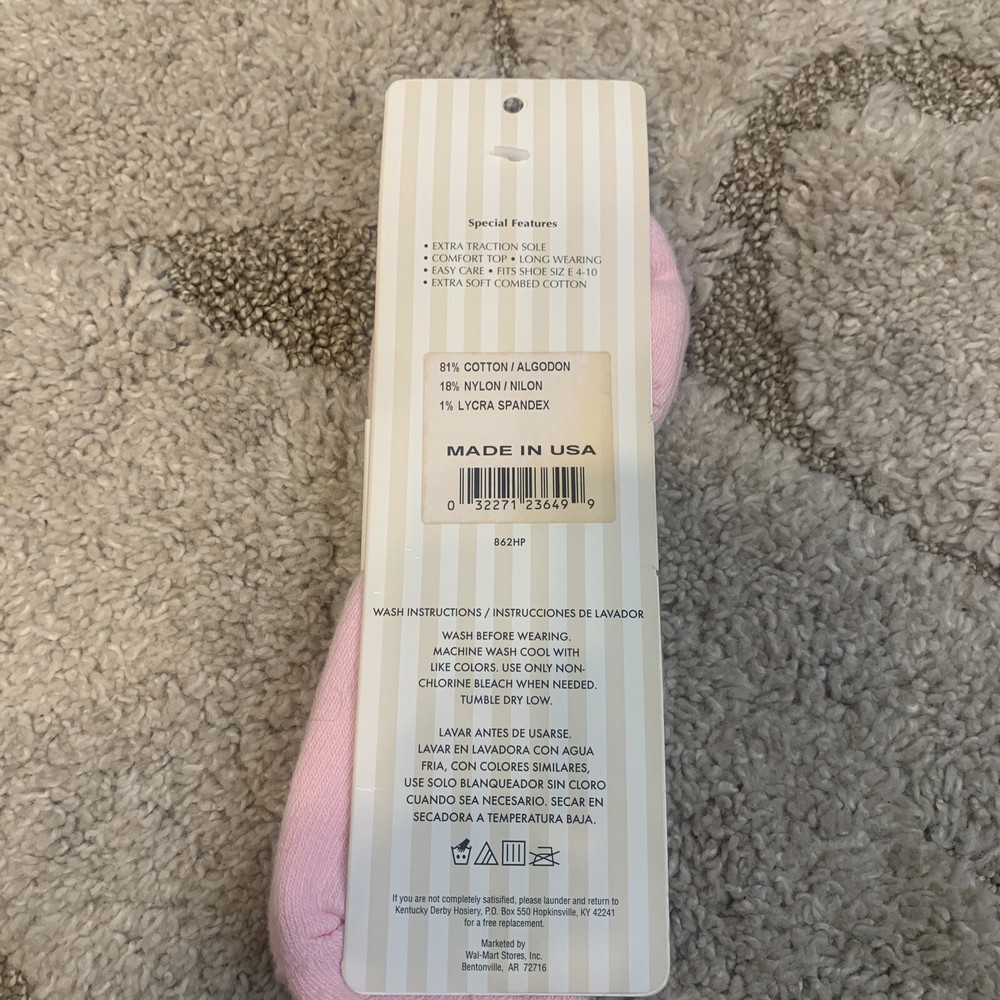 Special Features
• EXTRA TRACTION SOLE
• COMFORT TOP • LONG WEARING
• EASY CARE • FITS SHOE SIZ E 4-10
• EXTRA SOFT COMBED COTTON
81% COTTON / ALGODON
18% NYLON / NILON
1% LYCRA SPANDEX
MADE IN USA
0 32271 23649 9
862HP
WASH INSTRUCTIONS / INSTRUCCIONES DE LAVADOR
WASH BEFORE WEARING.
MACHINE WASH COOL WITH
LIKE COLORS. USE ONLY NON-
CHLORINE BLEACH WHEN NEEDED.
TUMBLE DRY LOW.
LAVAR ANTES DE USARSE.
LAVAR EN LAVADORA CON AGUA
FRIA, CON COLORES SIMILARES,
USE SOLO BLANQUEADOR SIN CLORO
CUANDO SEA NECESARIO. SECAR EN
SECADORA A TEMPERATURA BAJA.
If you are not completely satisified, please launder and return to
Kentucky Derby Hosiery, P.O. Box 550 Hopkinsville, KY 42241
for a free replacement.
Marketed by
Wal-Mart Stores, Inc.
Bentonville, AR 72716